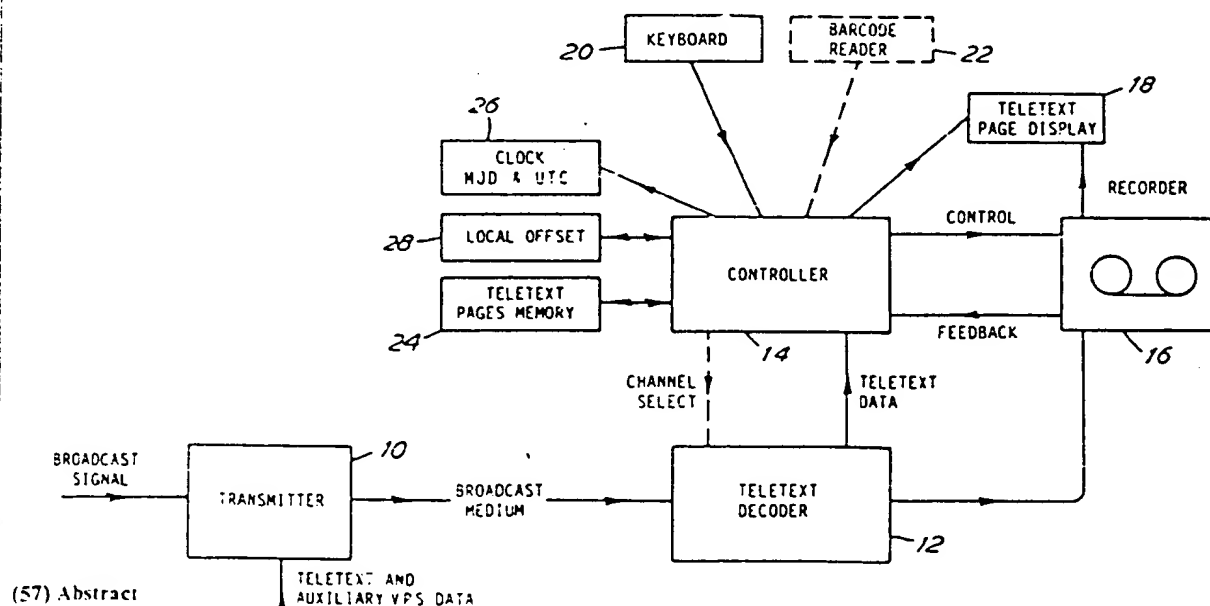 20
KEYBOARD
BARCODE
READER
22
18
TELETEXT
PAGE DISPLAY
26
CLOCK
MJD & UTC
RECORDER
28
LOCAL OFFSET
CONTROLLER
CONTROL
TELETEXT
PAGES MEMORY
24
FEEDBACK
14
16
CHANNEL
SELECT
TELETEXT
DATA
10
BROADCAST
SIGNAL
TRANSMITTER
BROADCAST
MEDIUM
TELETEXT
DECODER
12
(57) Abstract
TELETEXT AND
AUXILIARY VPS DATA